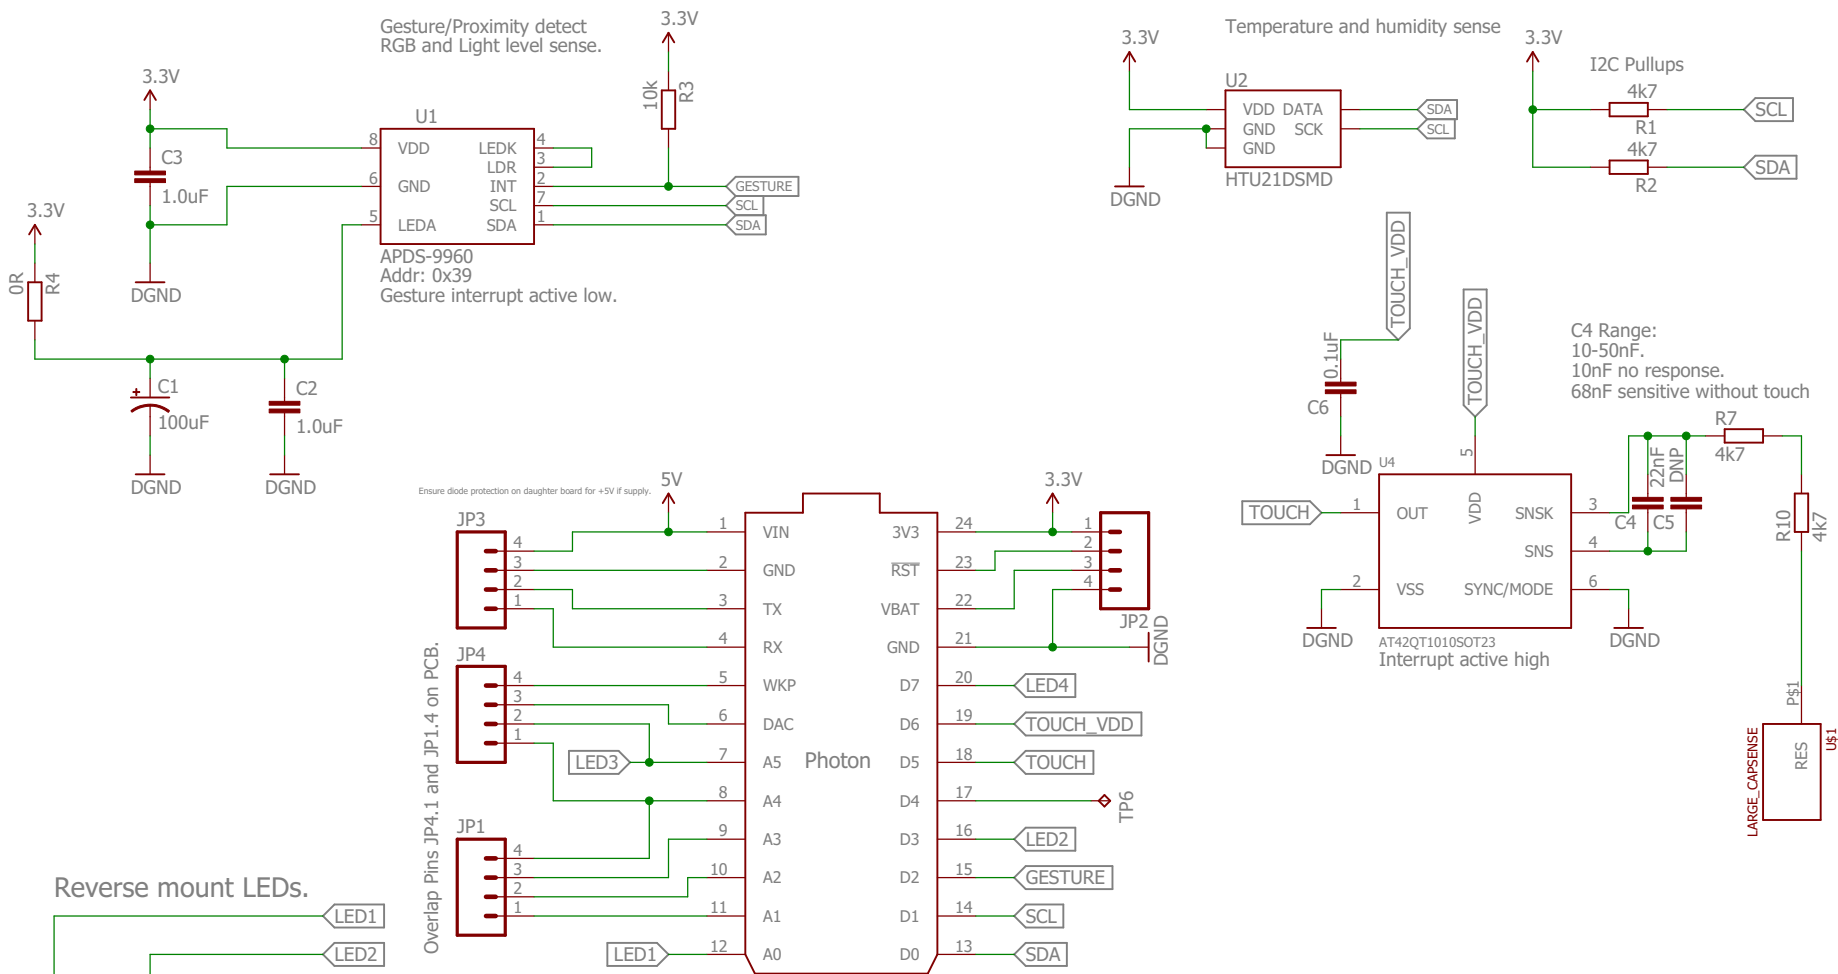 Gesture/Proximity detect
RGB and Light level sense.
3.3V
10k
R3
3.3V
C3
1.0uF
DGND
U1
8 VDD LEDK 4
LDR 3
6 GND INT 2
SCL 7
5 LEDA SDA 1
GESTURE
SCL
SDA
APDS-9960
Addr: 0x39
Gesture interrupt active low.
3.3V
0R
R4
C1
+
100uF
DGND
C2
1.0uF
DGND
Temperature and humidity sense
3.3V
U2
VDD DATA
GND SCK
GND
SDA
SCL
HTU21DSMD
DGND
3.3V
I2C Pullups
4k7
R1
SCL
4k7
R2
SDA
TOUCH_VDD
0.1uF
C6
DGND
TOUCH_VDD
C4 Range:
10-50nF.
10nF no response.
68nF sensitive without touch
R7
4k7
22nF
DNP
C4 C5
R10
4k7
U4
5
VDD
TOUCH
1 OUT SNSK 3
SNS 4
2 VSS SYNC/MODE 6
DGND
DGND
AT42QT1010SOT23
Interrupt active high
P$1
LARGE_CAPSENSE
RES
U$1
Ensure diode protection on daughter board for +5V if supply.
5V
3.3V
JP3
4
3
2
1
JP4
4
3
2
1
JP1
4
3
2
1
Overlap Pins JP4.1 and JP1.4 on PCB.
LED3
LED1
Photon
1 VIN 3V3 24
2 GND RST 23
3 TX VBAT 22
4 RX GND 21
5 WKP D7 20
6 DAC D6 19
7 A5 D5 18
8 A4 D4 17
9 A3 D3 16
10 A2 D2 15
11 A1 D1 14
12 A0 D0 13
1
2
3
4
JP2
DGND
LED4
TOUCH_VDD
TOUCH
TP6
LED2
GESTURE
SCL
SDA
Reverse mount LEDs.
LED1
LED2